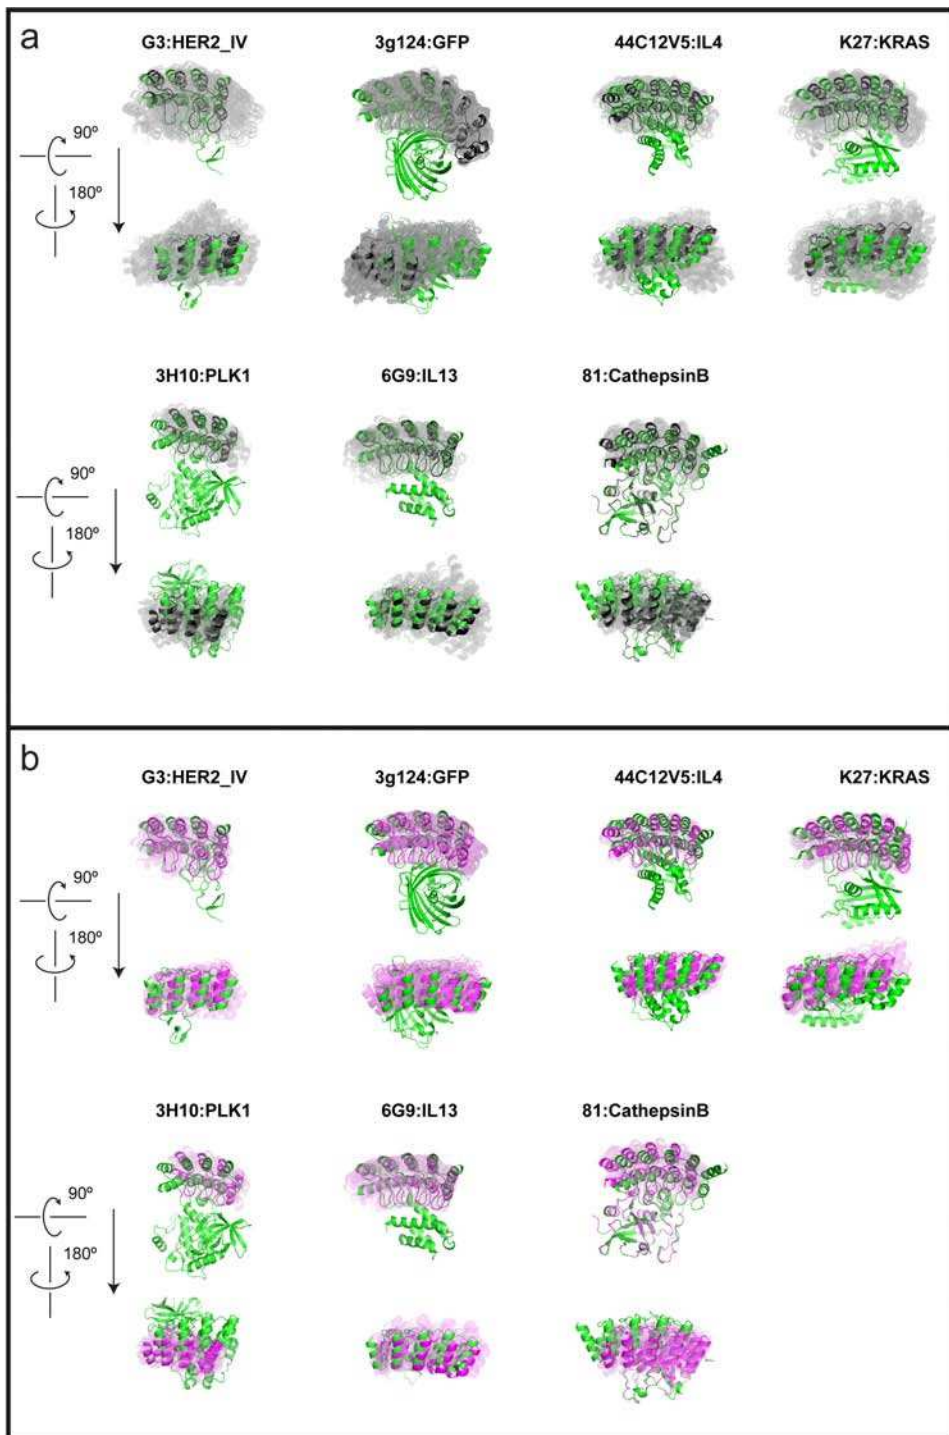 a
G3:HER2_IV 3g124:GFP 44C12V5:IL4 K27:KRAS
90º
180º
3H10:PLK1 6G9:IL13 81:CathepsinB
90º
180º
b
G3:HER2_IV 3g124:GFP 44C12V5:IL4 K27:KRAS
90º
180º
3H10:PLK1 6G9:IL13 81:CathepsinB
90º
180º